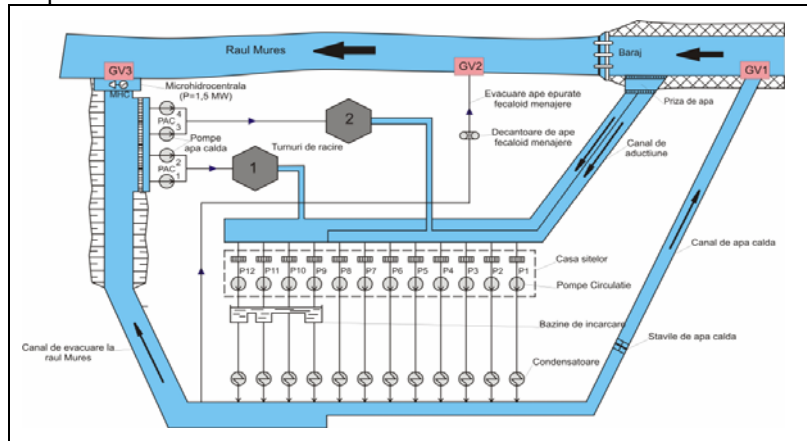 Raul Mures
Baraj
GV3
GV2
GV1
Microhidrocentrala
(P=1,5 MW)
MHC
Evacuare ape epurate
fecaloid menajere
Priza de apa
PAC
4
3
2
Pompe
apa calda
Turnuri de racire
Decantoare de ape
fecaloid menajere
Canal de
aductiune
PAC
2
1
1
Canal de apa calda
Casa sitelor
P12 P11 P10 P9 P8 P7 P6 P5 P4 P3 P2 P1
Pompe Circulatie
Bazine de incarcare
Stavile de apa calda
Canal de evacuare la
raul Mures
Condensatoare